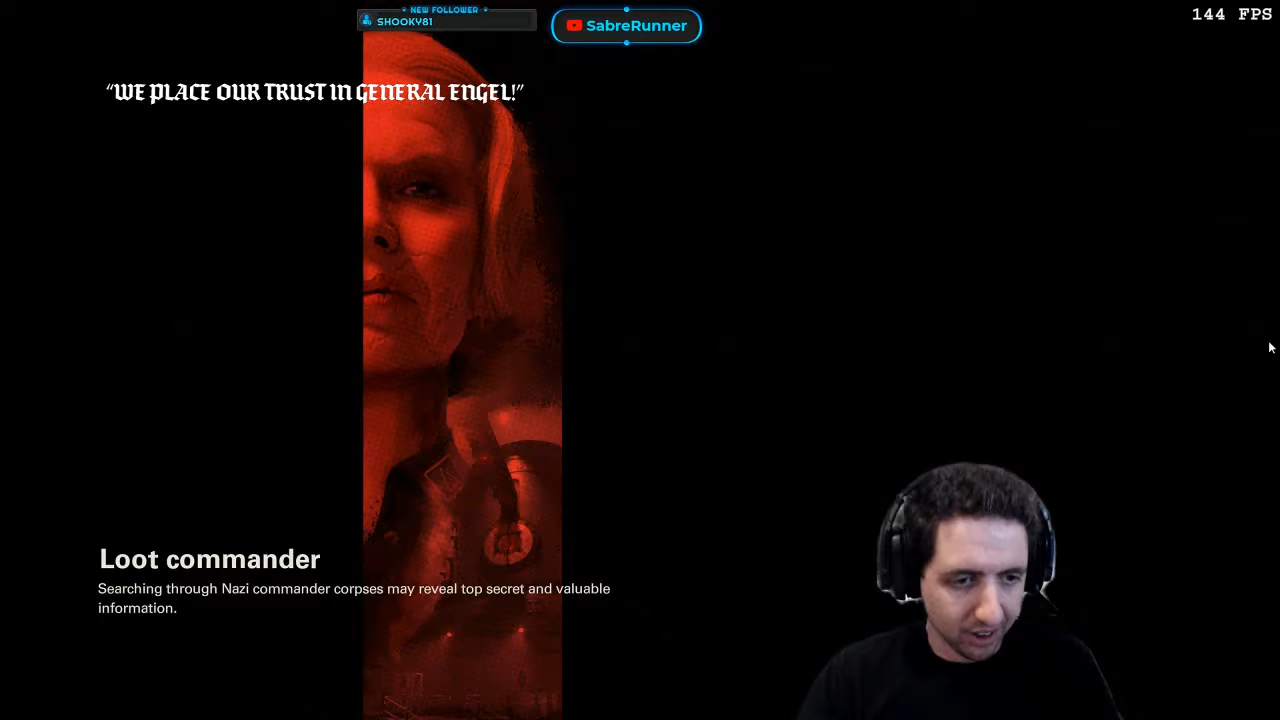 NEW FOLLOWER
SHOOKY81
SabreRunner
144 FPS
“WE PLACE OUR TRUST IN GENERAL ENGEL!”
Loot commander
Searching through Nazi commander corpses may reveal top secret and valuable
information.